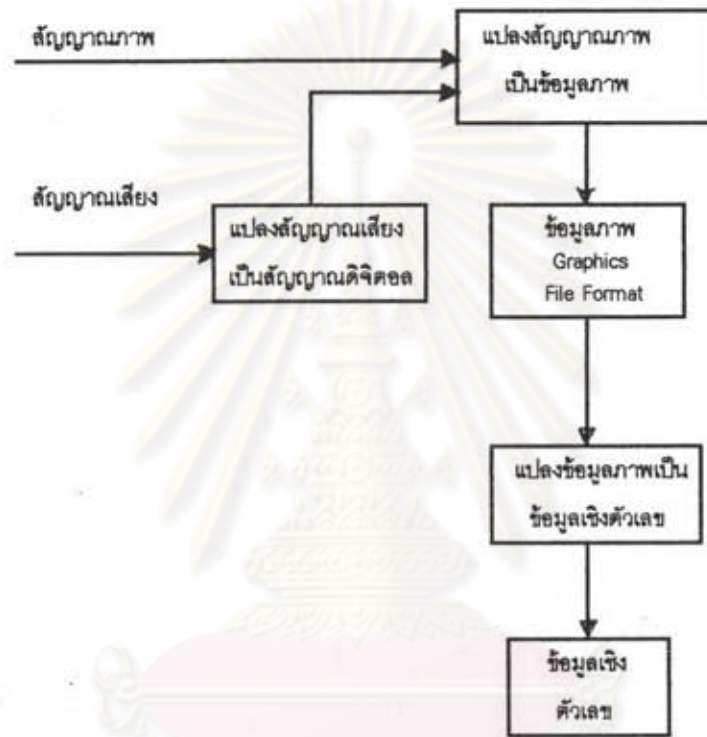 สัญญาณภาพ
แปลงสัญญาณภาพ
เป็นข้อมูลภาพ
สัญญาณเสียง
แปลงสัญญาณเสียง
เป็นสัญญาณดิจิตอล
ข้อมูลภาพ
Graphics
File Format
แปลงข้อมูลภาพเป็น
ข้อมูลเชิงตัวเลข
ข้อมูลเชิง
ตัวเลข